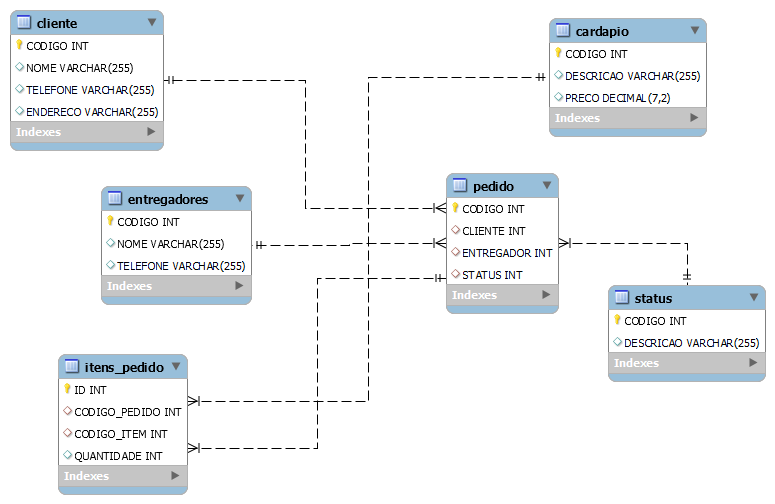 cliente
CODIGO INT
NOME VARCHAR(255)
TELEFONE VARCHAR(255)
ENDERECO VARCHAR(255)
Indexes
cardapio
CODIGO INT
DESCRICAO VARCHAR(255)
PRECO DECIMAL(7,2)
Indexes
entregadores
CODIGO INT
NOME VARCHAR(255)
TELEFONE VARCHAR(255)
Indexes
pedido
CODIGO INT
CLIENTE INT
ENTREGADOR INT
STATUS INT
Indexes
status
CODIGO INT
DESCRICAO VARCHAR(255)
Indexes
itens_pedido
ID INT
CODIGO_PEDIDO INT
CODIGO_ITEM INT
QUANTIDADE INT
Indexes